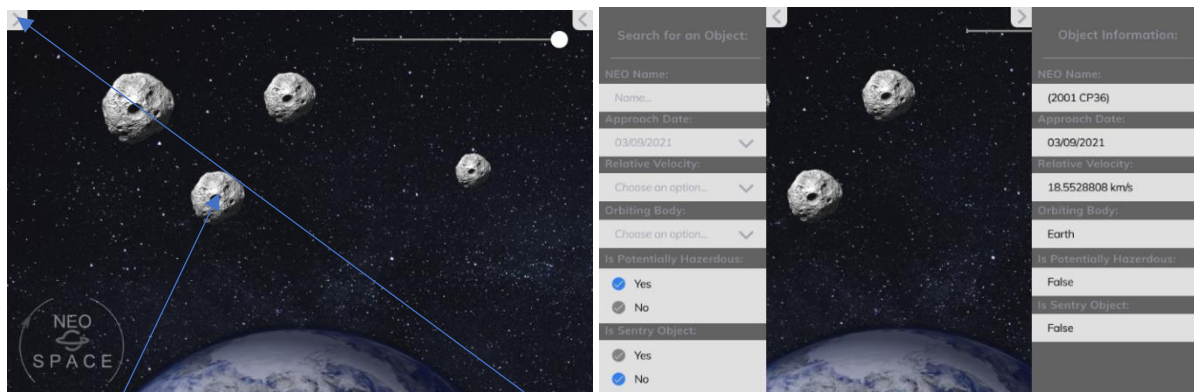 NEO
SPACE
Search for an Object:
NEO Name:
Name...
Approach Date:
03/09/2021
Relative Velocity:
Choose an option...
Orbiting Body:
Choose an option...
Is Potentially Hazerdous:
Yes
No
Is Sentry Object:
Yes
No
Object Information:
NEO Name:
(2001 CP36)
Approach Date:
03/09/2021
Relative Velocity:
18.5528808 km/s
Orbiting Body:
Earth
Is Potentially Hazerdous:
False
Is Sentry Object:
False